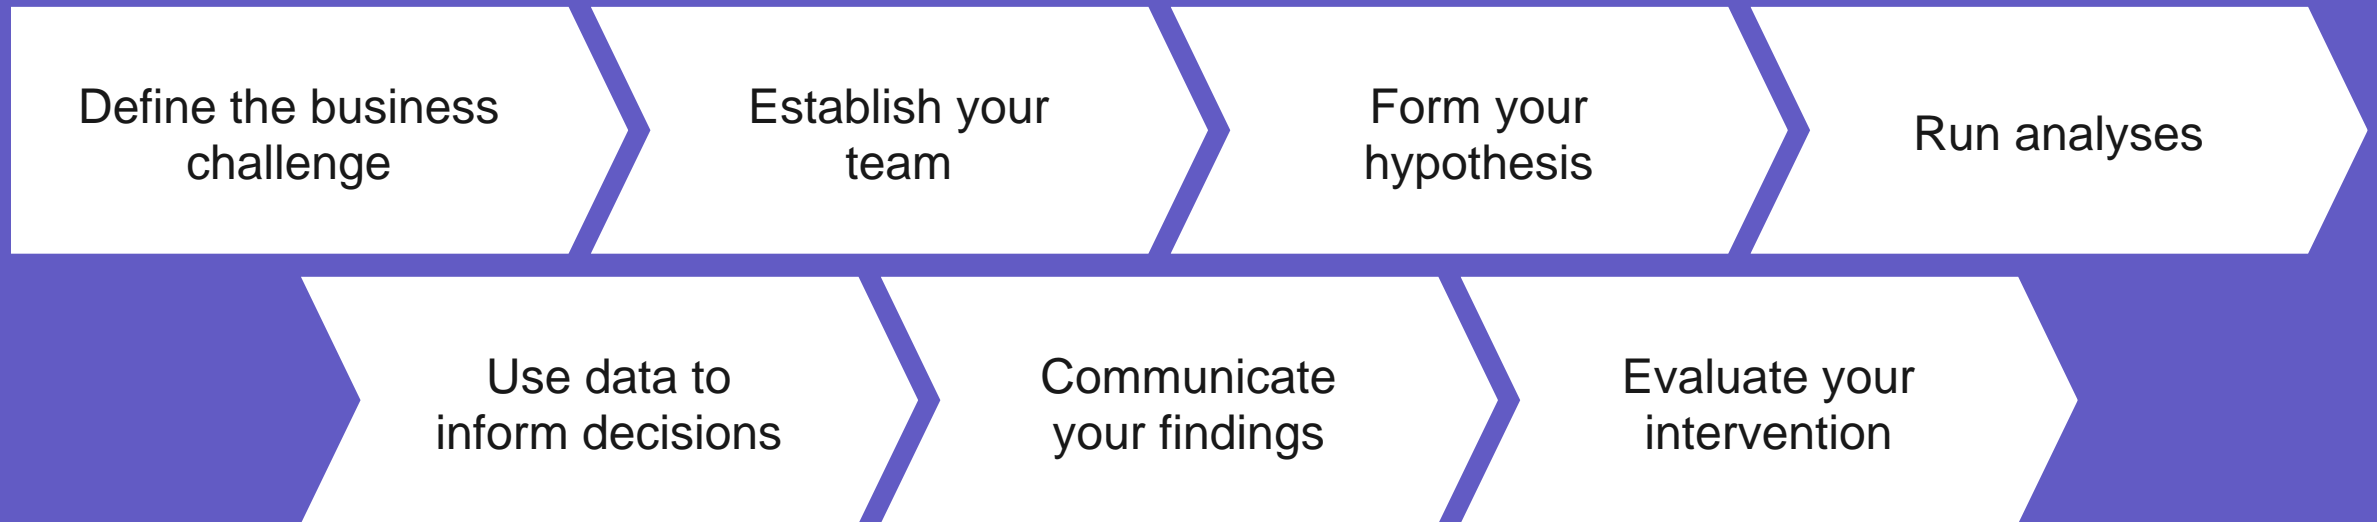 Define the business
challenge
Establish your
team
Form your
hypothesis
Run analyses
Use data to
inform decisions
Communicate
your findings
Evaluate your
intervention